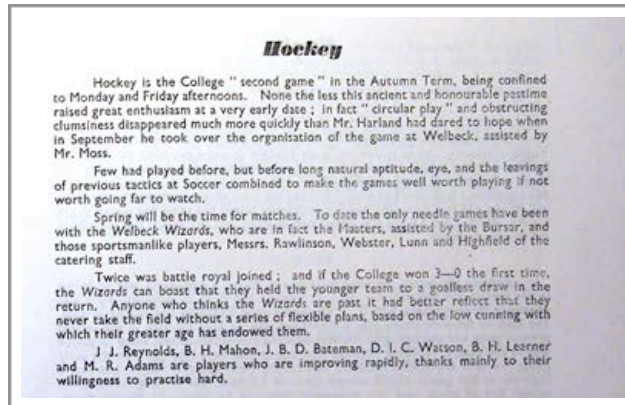 Hockey
Hockey is the College " second game " in the Autumn Term, being confined
to Monday and Friday afternoons. None the less this ancient and honourable pastime
raised great enthusiasm at a very early date ; in fact " circular play " and obstructing
clumsiness disappeared much more quickly than Mr. Harland had dared to hope when
in September he took over the organisation of the game at Welbeck, assisted by
Mr. Moss.
Few had played before, but before long natural aptitude, eye, and the leavings
of previous tactics at Soccer combined to make the games well worth playing if not
worth going far to watch.
Spring will be the time for matches. To date the only needle games have been
with the Welbeck Wizards, who are in fact the Masters, assisted by the Bursar, and
those sportsmanlike players, Messrs. Rawlinson, Webster, Lunn and Highfield of the
catering staff.
Twice was battle royal joined ; and if the College won 3—0 the first time,
the Wizards can boast that they held the younger team to a goalless draw in the
return. Anyone who thinks the Wizards are past it had better reflect that they
never take the field without a series of flexible plans, based on the low cunning with
which their greater age has endowed them.
J J. Reynolds, B. H. Mahon, J. B. D. Bateman, D. I. C. Watson, B. H. Learner
and M. R. Adams are players who are improving rapidly, thanks mainly to their
willingness to practise hard.